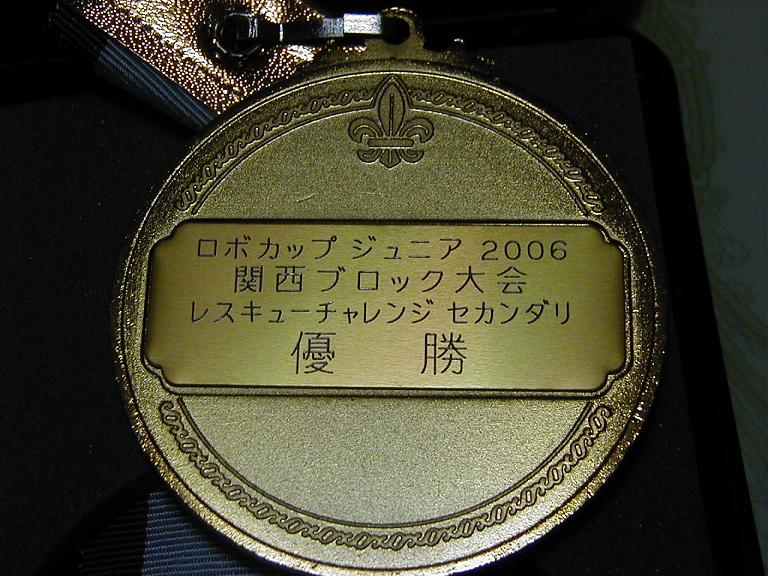 ロボカップ ジュニア 2006
関西ブロック大会
レスキューチャレンジ セカンダリ
優 勝